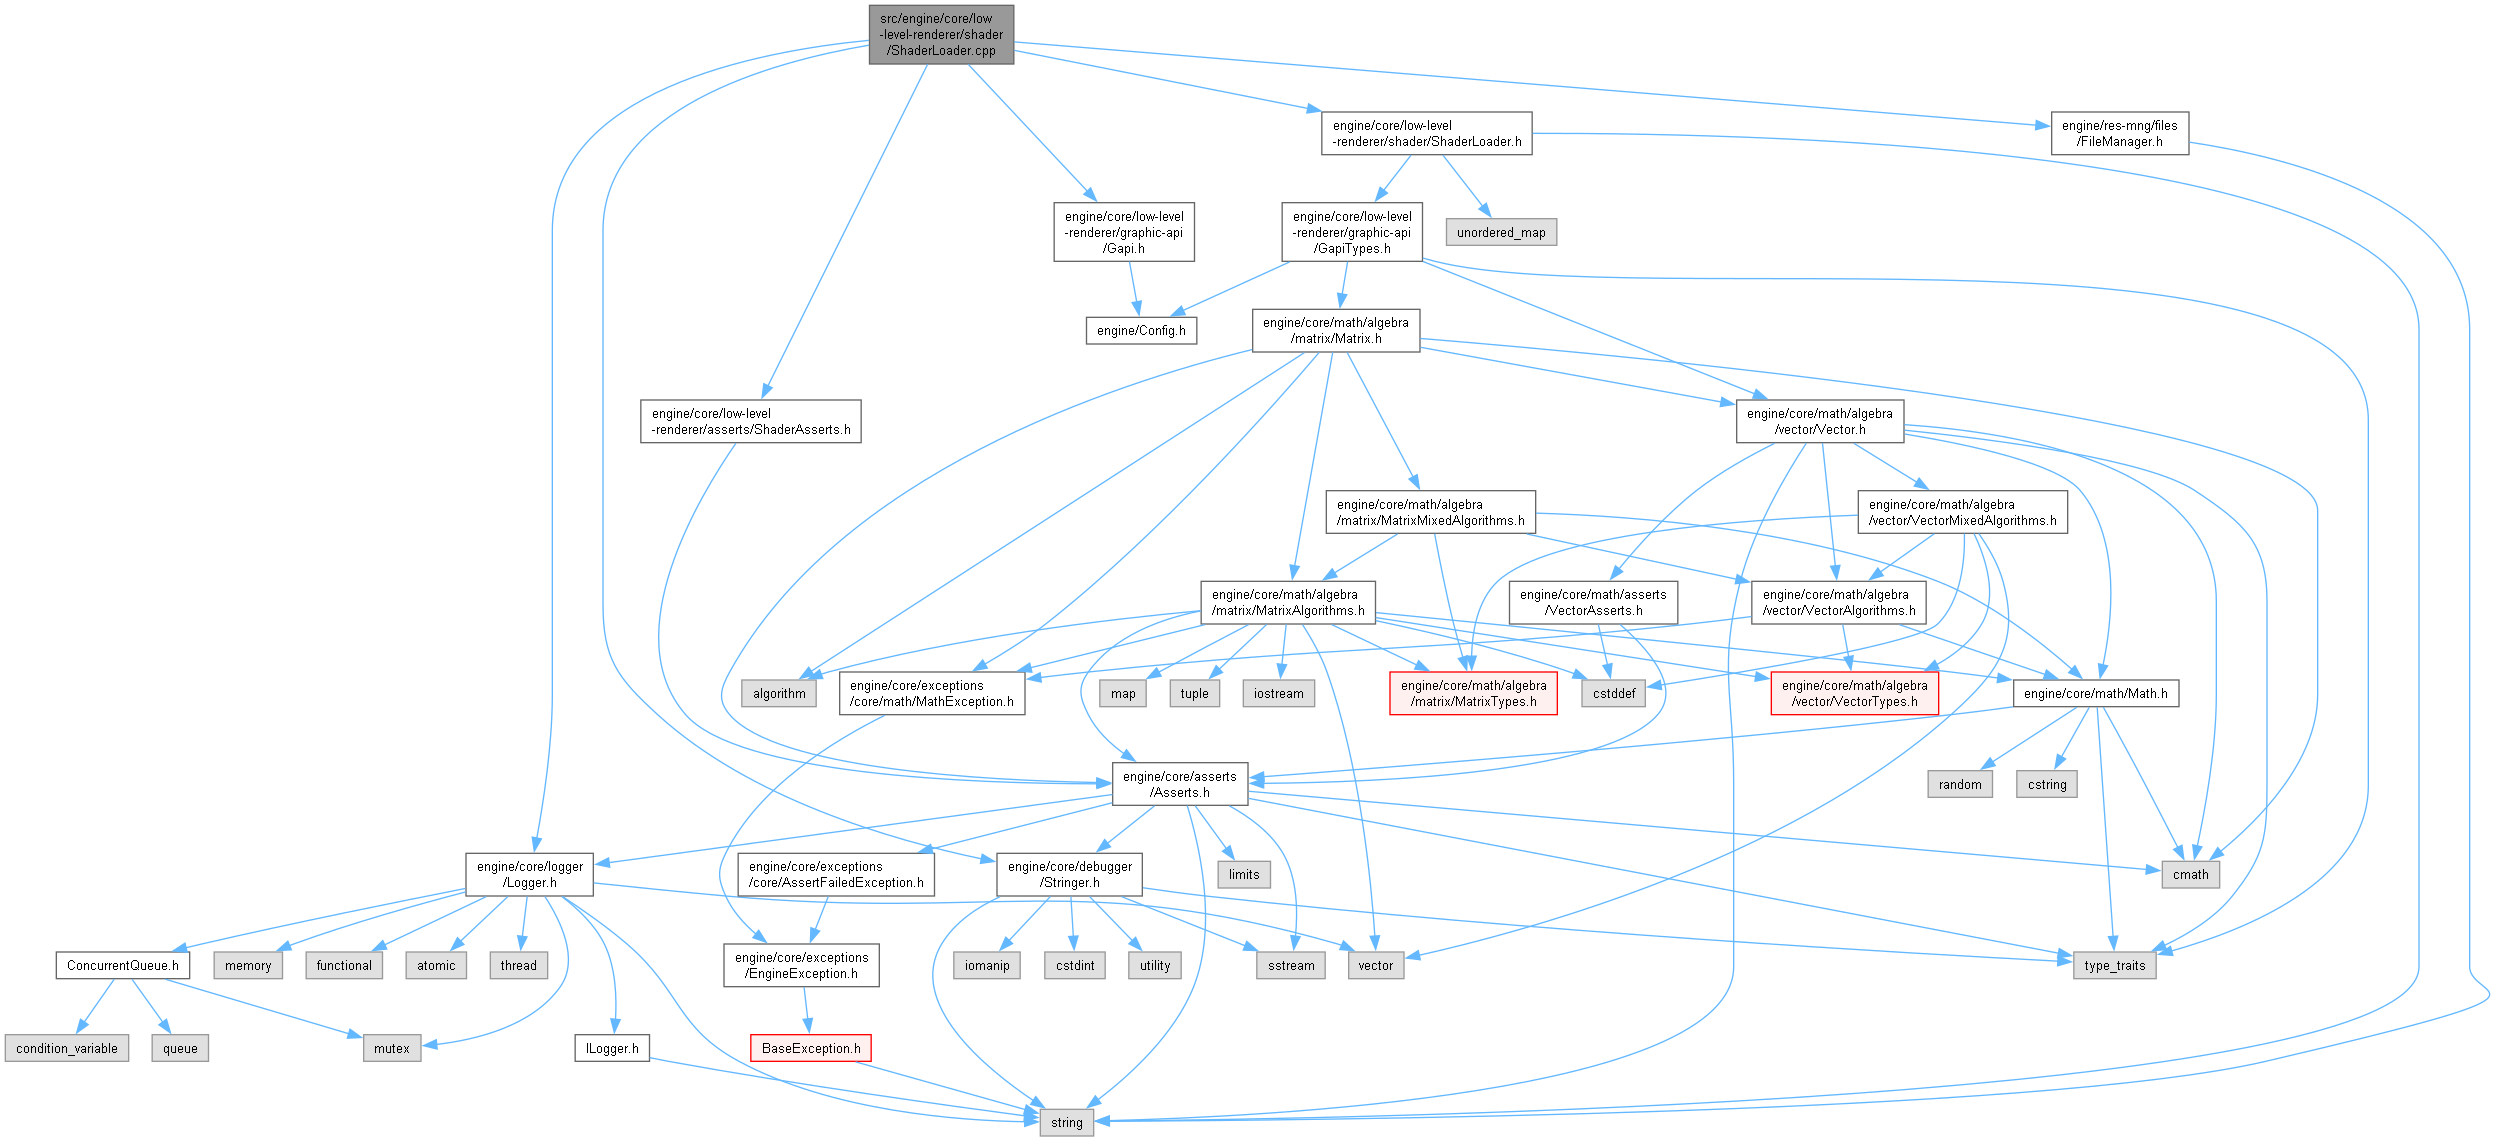 src/engine/core/low
-level-renderer/shader
/ShaderLoader.cpp
engine/core/low-level
-renderer/shader/ShaderLoader.h
engine/res-mng/files
/FileManager.h
engine/core/low-level
-renderer/graphic-api
/Gapi.h
engine/core/low-level
-renderer/graphic-api
/GapiTypes.h
unordered_map
engine/Config.h
engine/core/math/algebra
/matrix/Matrix.h
engine/core/low-level
-renderer/asserts/ShaderAsserts.h
engine/core/math/algebra
/vector/Vector.h
engine/core/math/algebra
/matrix/MatrixMixedAlgorithms.h
engine/core/math/algebra
/vector/VectorMixedAlgorithms.h
engine/core/math/algebra
/matrix/MatrixAlgorithms.h
engine/core/math/asserts
/VectorAsserts.h
engine/core/math/algebra
/vector/VectorAlgorithms.h
algorithm
engine/core/exceptions
/core/math/MathException.h
map
tuple
iostream
engine/core/math/algebra
/matrix/MatrixTypes.h
cstddef
engine/core/math/algebra
/vector/VectorTypes.h
engine/core/math/Math.h
engine/core/asserts
/Asserts.h
random
cstring
engine/core/logger
/Logger.h
engine/core/exceptions
/core/AssertFailedException.h
engine/core/debugger
/Stringer.h
limits
cmath
ConcurrentQueue.h
memory
functional
atomic
thread
engine/core/exceptions
/EngineException.h
iomanip
cstdint
utility
sstream
vector
type_traits
condition_variable
queue
mutex
ILogger.h
BaseException.h
string